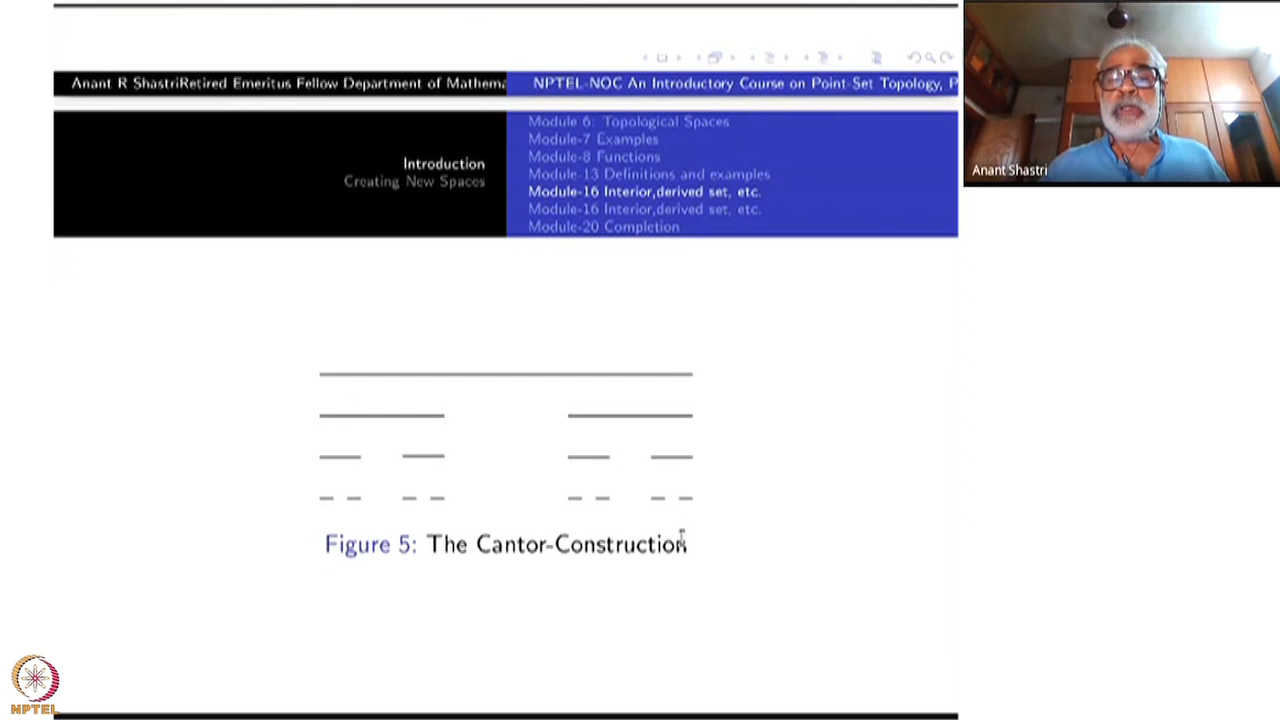 Anant R ShastriRetired Emeritus Fellow Department of Mathema
NPTEL-NOC An Introductory Course on Point-Set Topology, P
Introduction
Creating New Spaces
Module 6: Topological Spaces
Module-7 Examples
Module-8 Functions
Module-13 Definitions and examples
Module-16 Interior,derived set, etc.
Module-16 Interior,derived set, etc.
Module-20 Completion
Anant Shastri
Figure 5: The Cantor-Construction
NPTEL